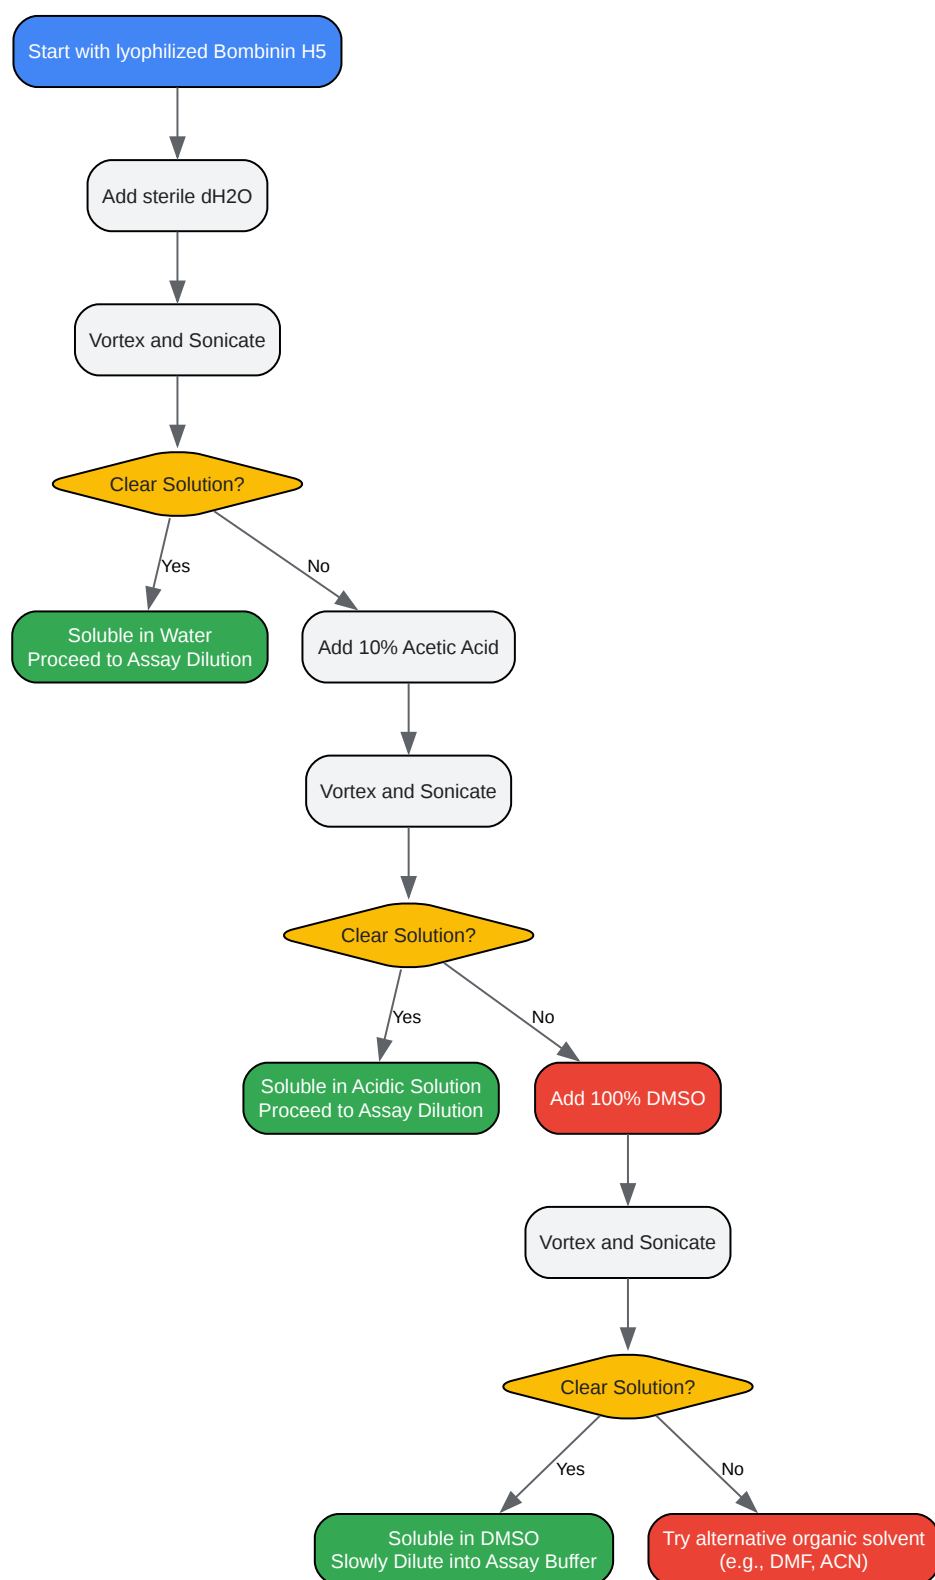 Start with lyophilized Bombinin H5
Add sterile dH2O
Vortex and Sonicate
Clear Solution?
Yes
No
Soluble in Water
Proceed to Assay Dilution
Add 10% Acetic Acid
Vortex and Sonicate
Clear Solution?
Yes
No
Soluble in Acidic Solution
Proceed to Assay Dilution
Add 100% DMSO
Vortex and Sonicate
Clear Solution?
Yes
No
Soluble in DMSO
Slowly Dilute into Assay Buffer
Try alternative organic solvent
(e.g., DMF, ACN)